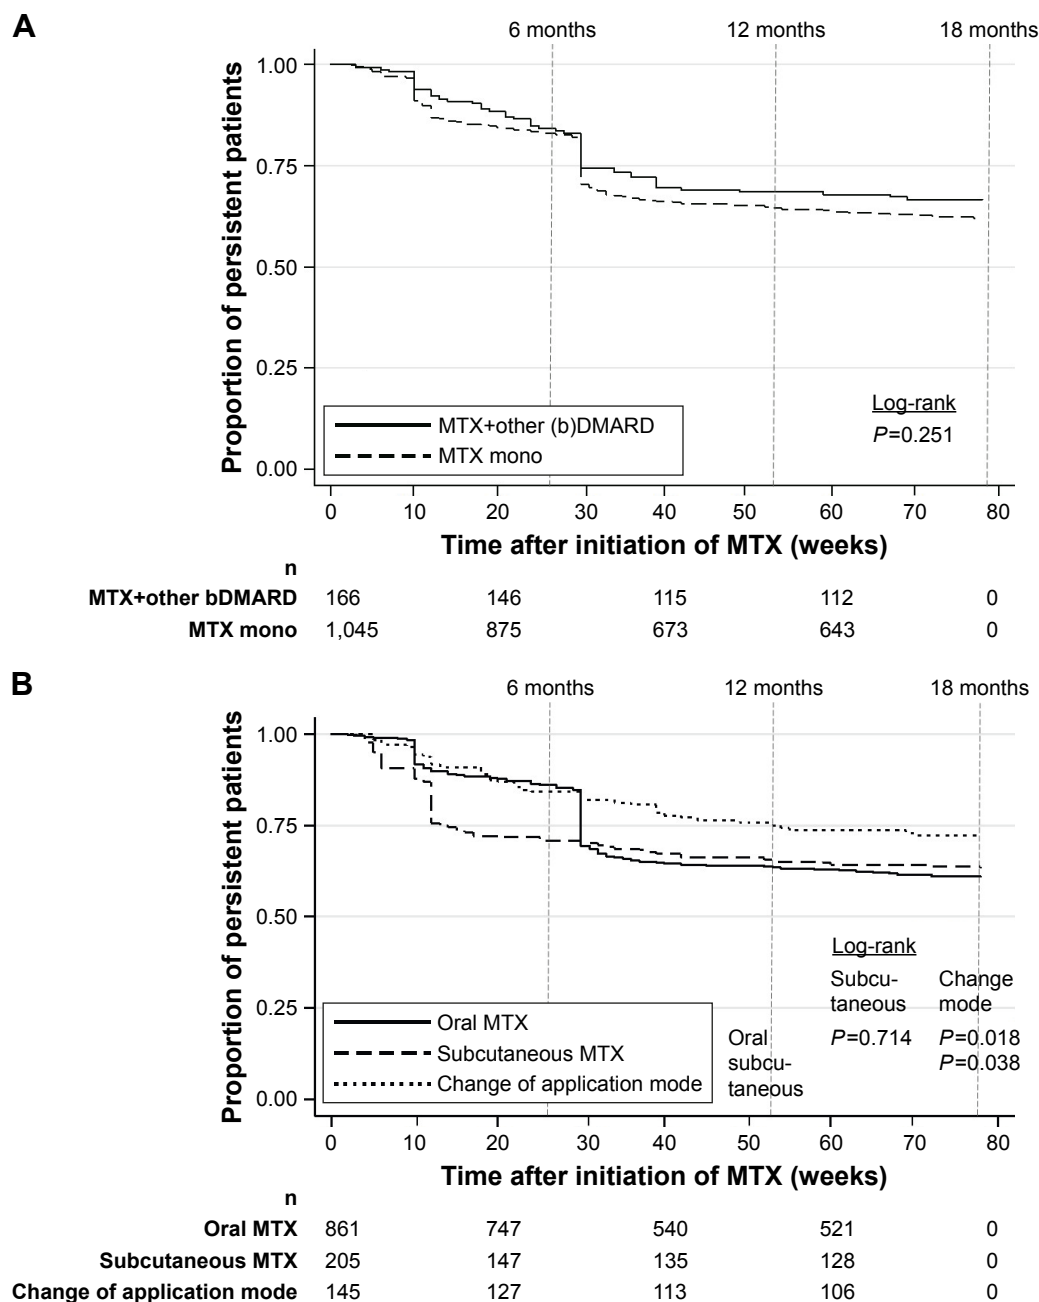 A
6 months 12 months 18 months
Proportion of persistent patients
1.00
0.75
0.50
0.25
0.00
Log-rank
P=0.251
MTX+other (b)DMARD
MTX mono
0 10 20 30 40 50 60 70 80
Time after initiation of MTX (weeks)
n
MTX+other bDMARD 166 146 115 112 0
MTX mono 1,045 875 673 643 0
B
6 months 12 months 18 months
Proportion of persistent patients
1.00
0.75
0.50
0.25
0.00
Log-rank
Subcu- Change
taneous mode
Oral P=0.714 P=0.018
subcu- P=0.038
taneous
Oral MTX
Subcutaneous MTX
Change of application mode
0 10 20 30 40 50 60 70 80
Time after initiation of MTX (weeks)
n
Oral MTX 861 747 540 521 0
Subcutaneous MTX 205 147 135 128 0
Change of application mode 145 127 113 106 0